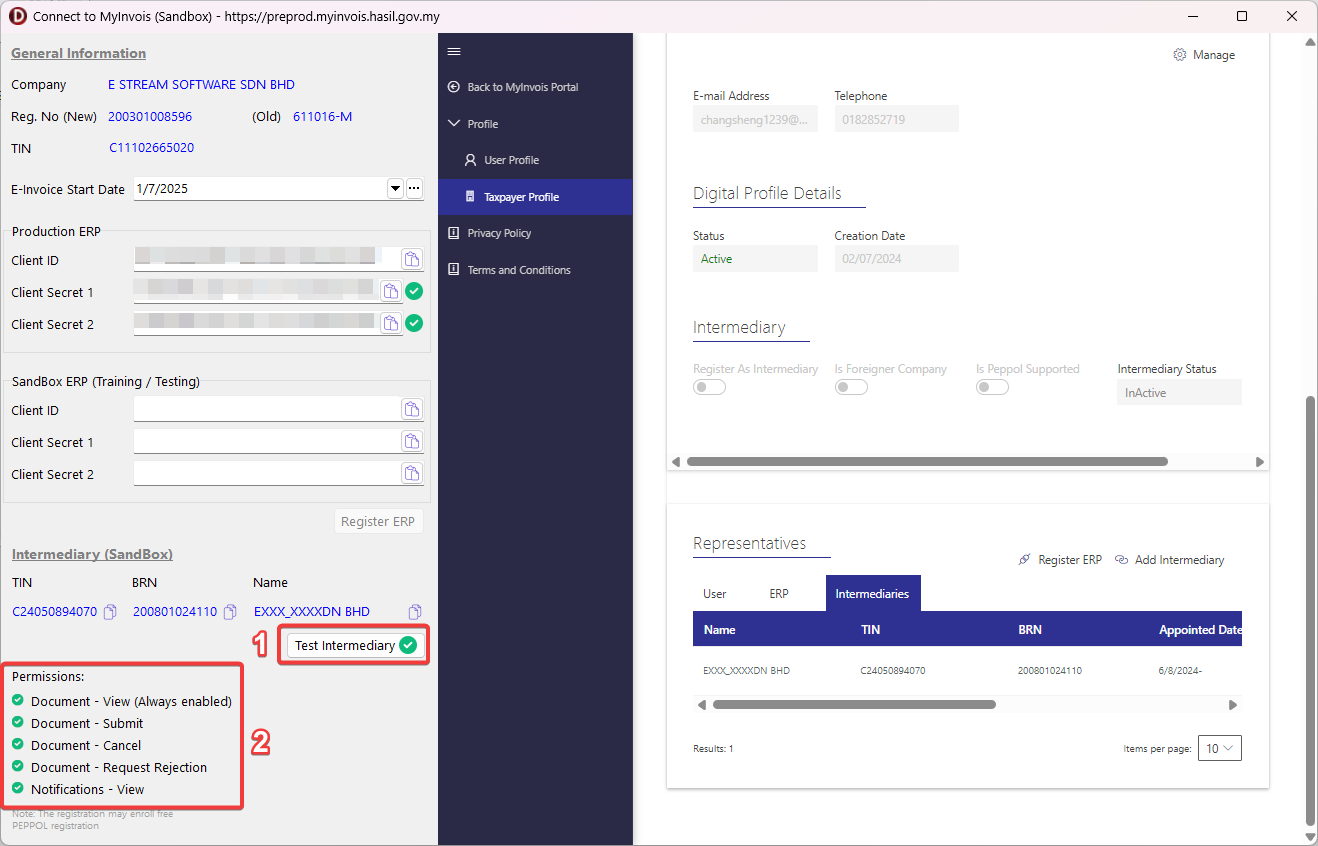 Connect to MyInvois (Sandbox) - https://preprod.myinvois.hasil.gov.my
General Information
Company E STREAM SOFTWARE SDN BHD
Reg. No (New) 200301008596 (Old) 611016-M
TIN C11102665020
E-Invoice Start Date 1/7/2025
Production ERP
Client ID
Client Secret 1
Client Secret 2
SandBox ERP (Training / Testing)
Client ID
Client Secret 1
Client Secret 2
Register ERP
Intermediary (SandBox)
TIN BRN Name
C24050894070 200801024110 EXXX_XXXXDN BHD
1 Test Intermediary
Permissions:
Document - View (Always enabled)
Document - Submit
Document - Cancel
Document - Request Rejection
Notifications - View
2
Note: The registration may enroll free
PEPPOL registration
Back to MyInvois Portal
Profile
User Profile
Taxpayer Profile
Privacy Policy
Terms and Conditions
Manage
E-mail Address Telephone
changsheng1239@... 0182852719
Digital Profile Details
Status Creation Date
Active 02/07/2024
Intermediary
Register As Intermediary Is Foreigner Company Is Peppol Supported Intermediary Status
InActive
Representatives
Register ERP Add Intermediary
User ERP Intermediaries
Name TIN BRN Appointed Date
EXXX_XXXXDN BHD C24050894070 200801024110 6/8/2024-
Results: 1 Items per page: 10